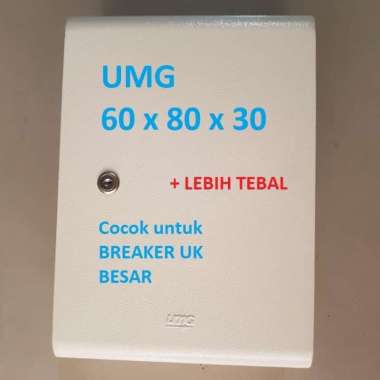 UMG
60 x 80 x 30
+ LEBIH TEBAL
Cocok untuk
BREAKER UK
BESAR
UMG